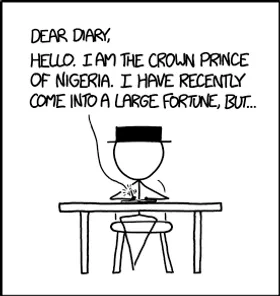 DEAR DIARY,
HELLO. I AM THE CROWN PRINCE
OF NIGERIA. I HAVE RECENTLY
COME INTO A LARGE FORTUNE, BUT...